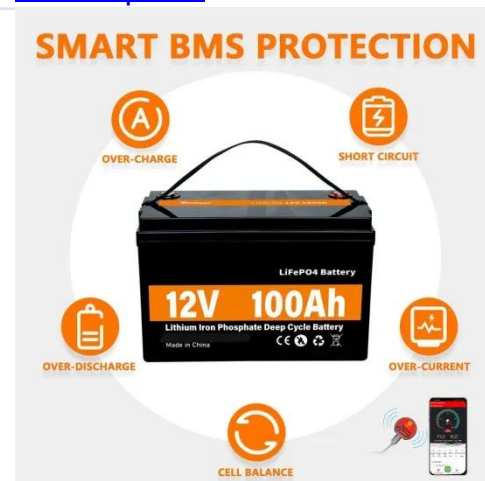 SMART BMS PROTECTION
OVER-CHARGE
SHORT CIRCUIT
LiFePO4 Battery
12V 100Ah
Lithium Iron Phosphate Deep Cycle Battery
Made in China
CE
OVER-DISCHARGE
OVER-CURRENT
CELL BALANCE